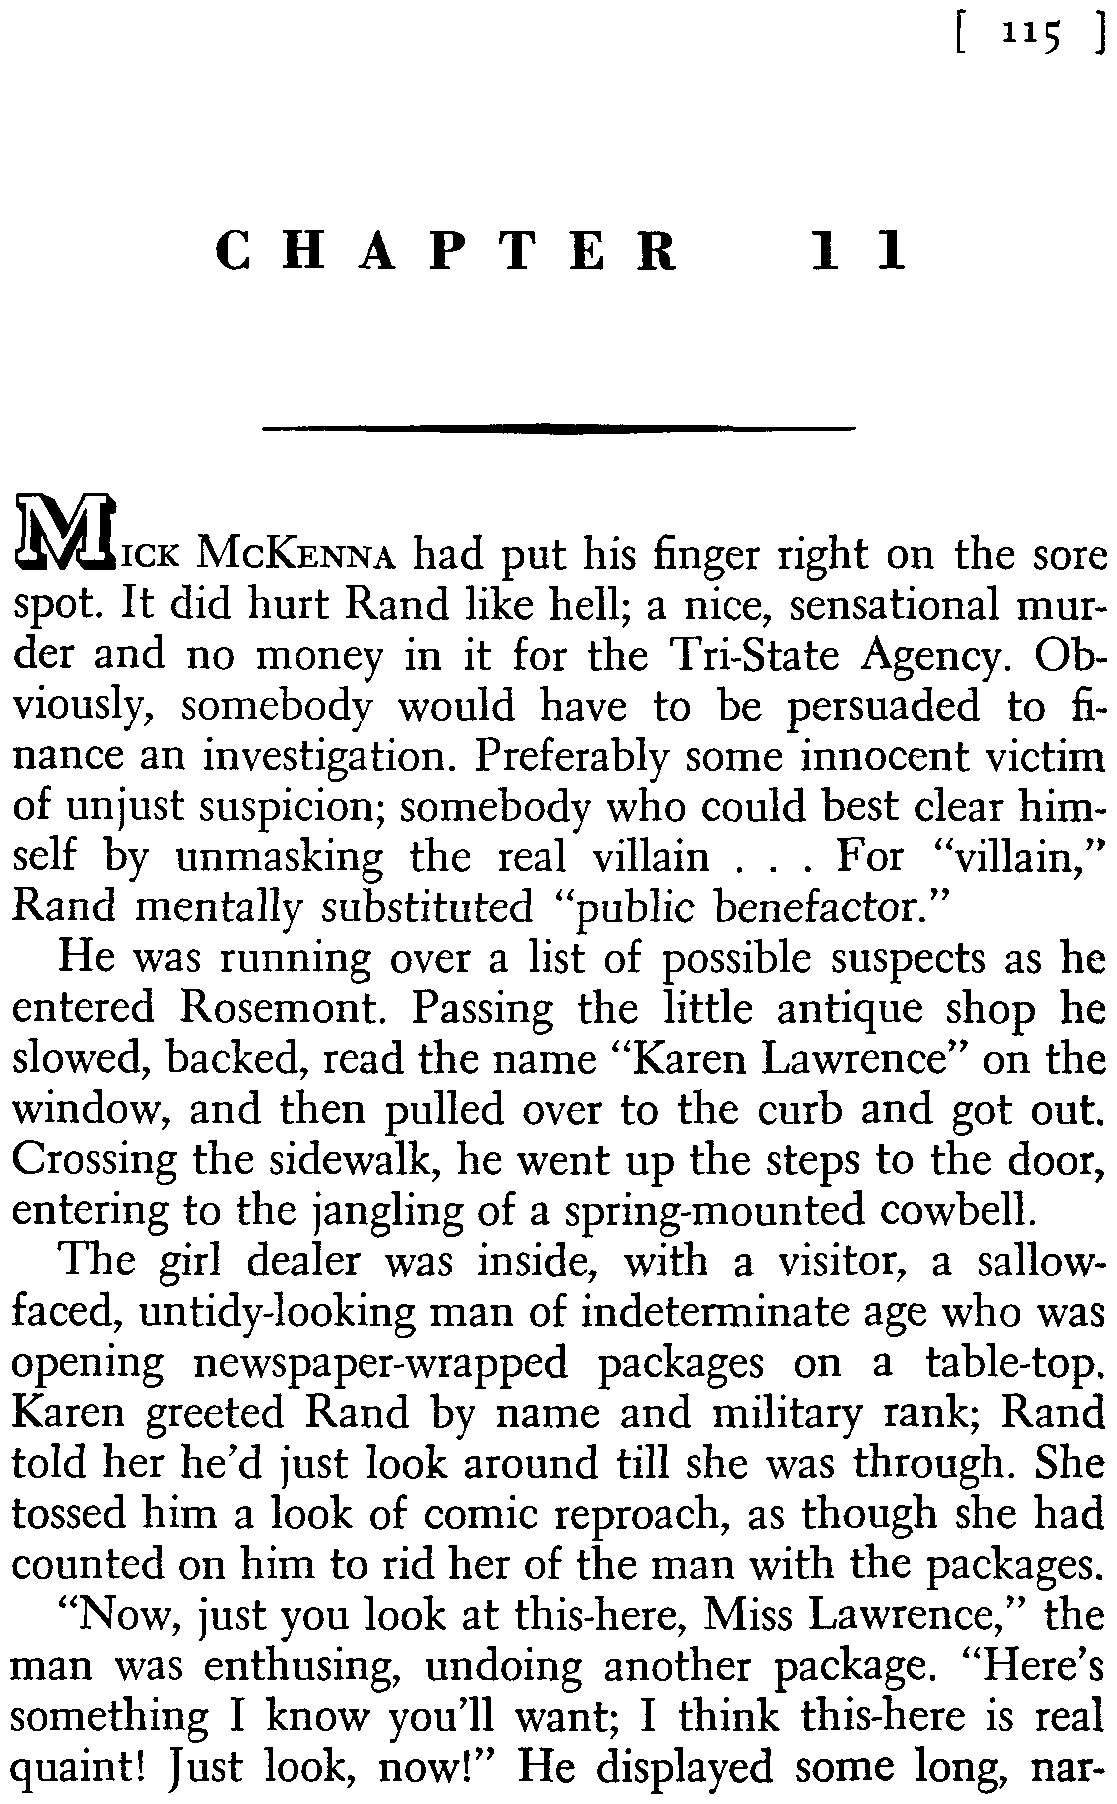 [ 115 ]
CHAPTER 11
MICK MCKENNA had put his finger right on the sore
spot. It did hurt Rand like hell; a nice, sensational mur-
der and no money in it for the Tri-State Agency. Ob-
viously, somebody would have to be persuaded to fi-
nance an investigation. Preferably some innocent victim
of unjust suspicion; somebody who could best clear him-
self by unmasking the real villain . . . For “villain,”
Rand mentally substituted “public benefactor.”
He was running over a list of possible suspects as he
entered Rosemont. Passing the little antique shop he
slowed, backed, read the name “Karen Lawrence” on the
window, and then pulled over to the curb and got out.
Crossing the sidewalk, he went up the steps to the door,
entering to the jangling of a spring-mounted cowbell.
The girl dealer was inside, with a visitor, a sallow-
faced, untidy-looking man of indeterminate age who was
opening newspaper-wrapped packages on a table-top.
Karen greeted Rand by name and military rank; Rand
told her he’d just look around till she was through. She
tossed him a look of comic reproach, as though she had
counted on him to rid her of the man with the packages.
“Now, just you look at this-here, Miss Lawrence,” the
man was enthusing, undoing another package. “Here’s
something I know you’ll want; I think this-here is real
quaint! Just look, now!” He displayed some long, nar-